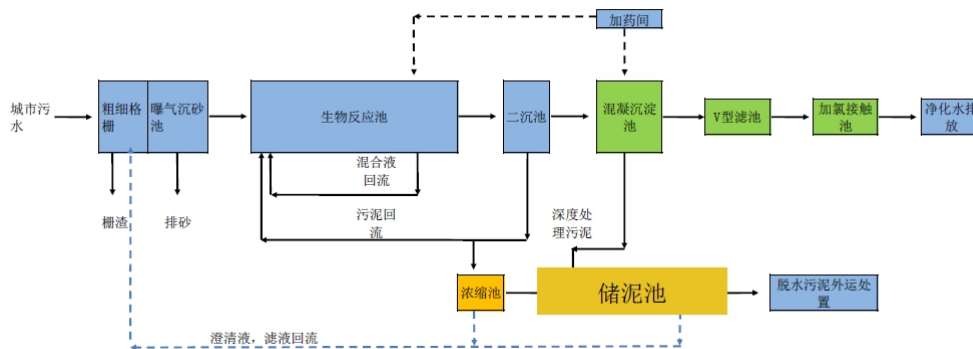 加药间
城市污
水
粗细格
栅
曝气沉砂
池
生物反应池
二沉池
混凝沉淀
池
V型滤池
加氯接触
池
净化水排
放
混合液
回流
栅渣
排砂
污泥回
流
深度处
理污泥
浓缩池
储泥池
脱水污泥外运处
置
澄清液，滤液回流